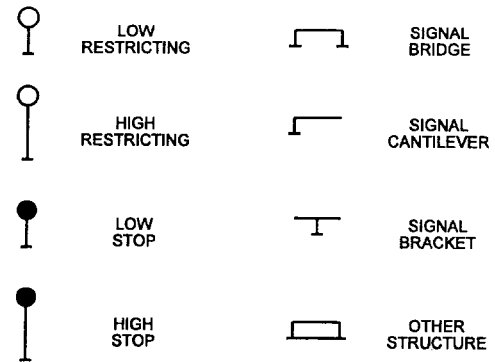 LOW
RESTRICTING
SIGNAL
BRIDGE
HIGH
RESTRICTING
SIGNAL
CANTILEVER
LOW
STOP
SIGNAL
BRACKET
HIGH
STOP
OTHER
STRUCTURE